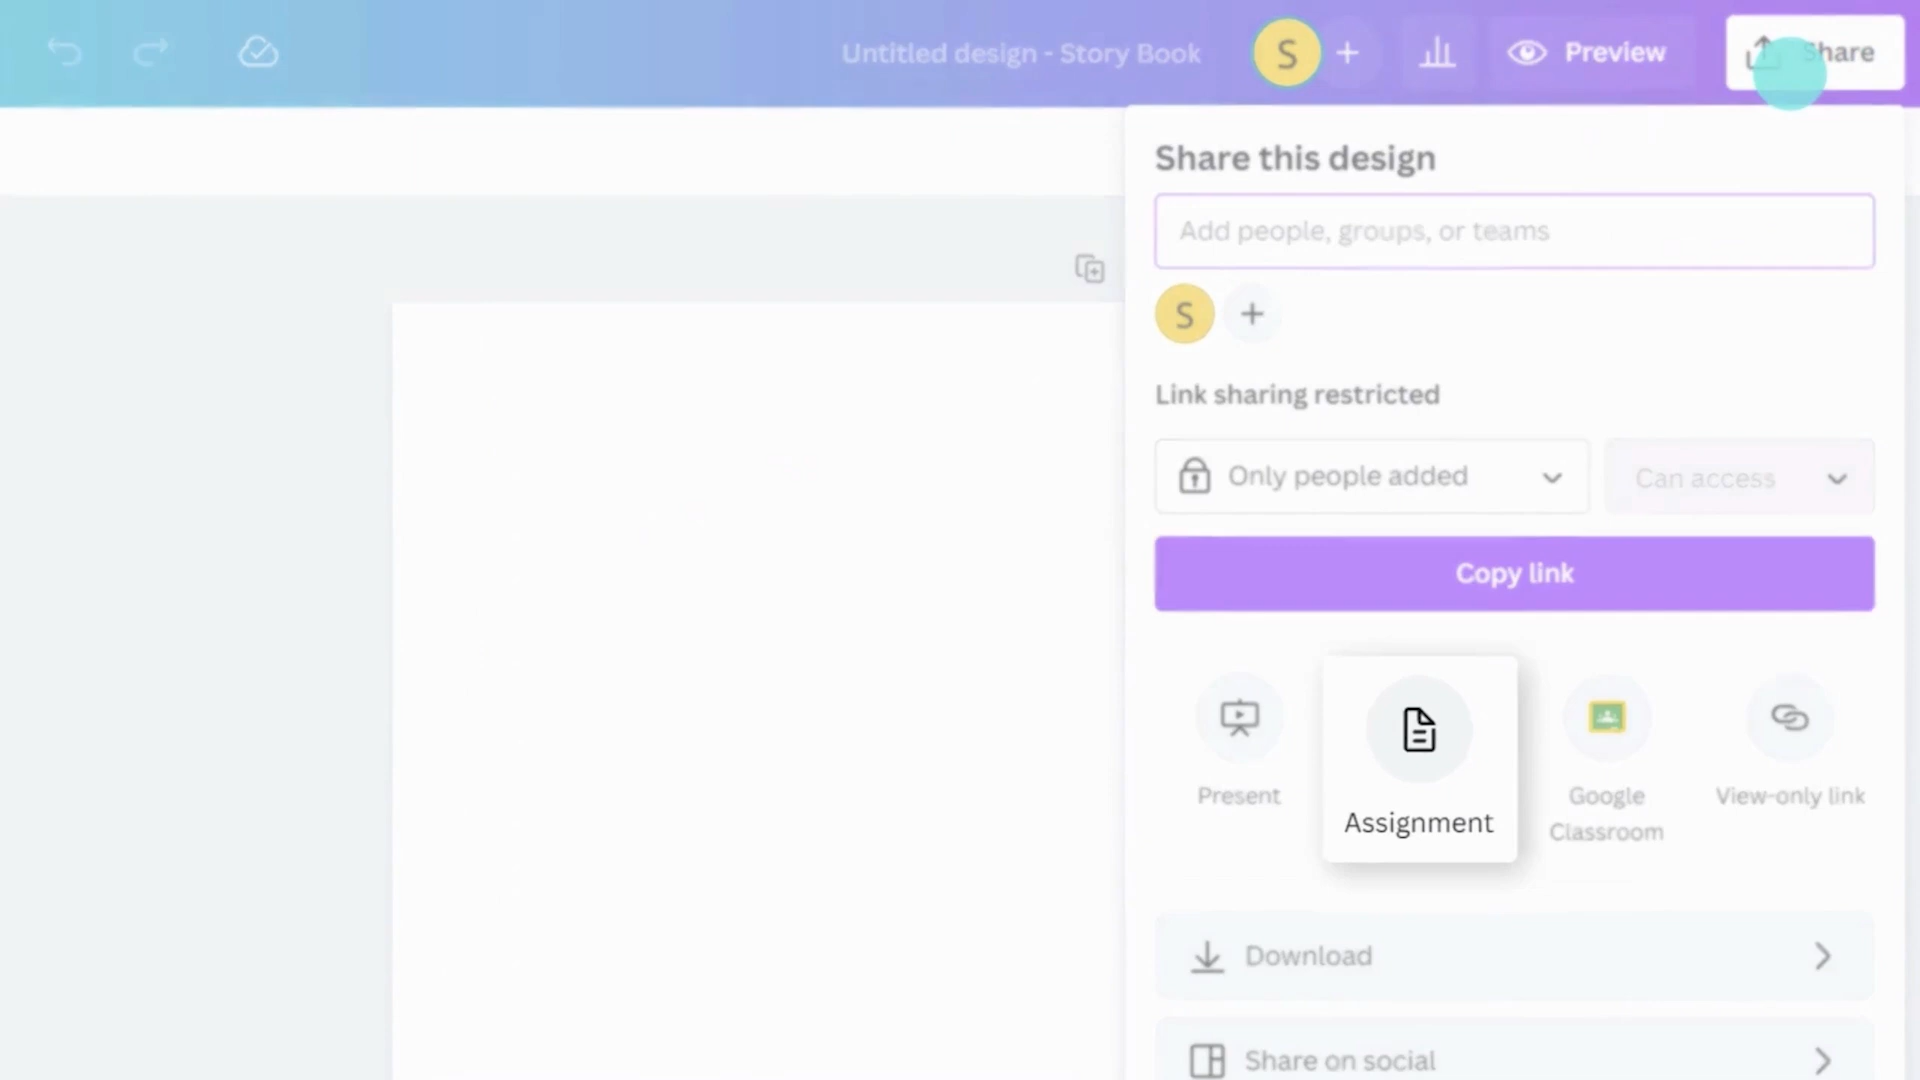 Untitled design - Story Book
S
Preview
Share
Share this design
Add people, groups, or teams
S
Link sharing restricted
Only people added
Can access
Copy link
Present
Assignment
Google
Classroom
View-only link
Download
Share on social